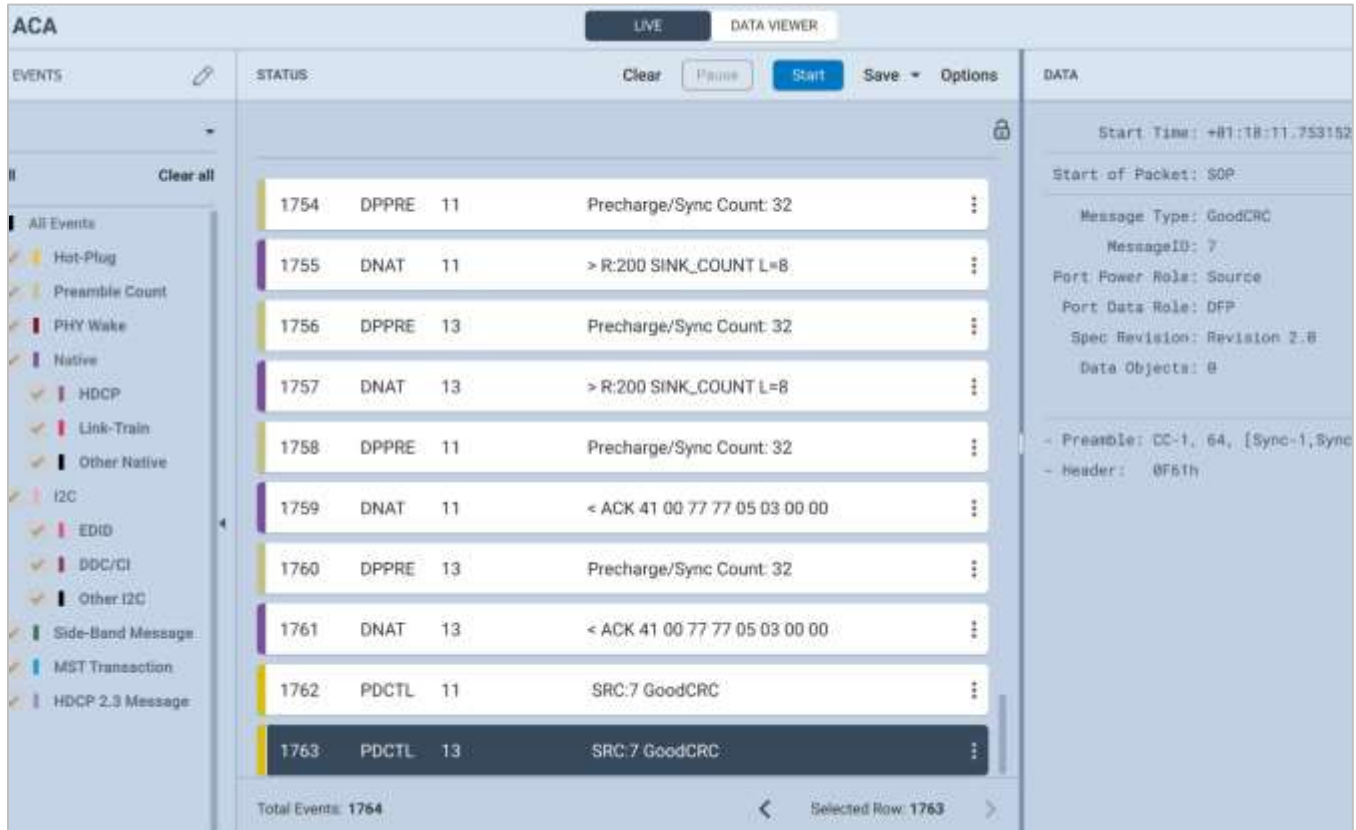 ACA
LIVE DATA VIEWER
EVENTS
STATUS Clear Pause Start Save Options
DATA
Clear all
All Events
Hot-Plug
Preamble Count
PHY Wake
Native
HDCP
Link-Train
Other Native
I2C
EDID
DDC/CI
Other I2C
Side-Band Message
MST Transaction
HDCP 2.3 Message
1754 DPPRE 11 Precharge/Sync Count: 32
1755 DNAT 11 > R:200 SINK_COUNT L=8
1756 DPPRE 13 Precharge/Sync Count: 32
1757 DNAT 13 > R:200 SINK_COUNT L=8
1758 DPPRE 11 Precharge/Sync Count: 32
1759 DNAT 11 < ACK 41 00 77 77 05 03 00 00
1760 DPPRE 13 Precharge/Sync Count: 32
1761 DNAT 13 < ACK 41 00 77 77 05 03 00 00
1762 PDCTL 11 SRC:7 GoodCRC
1763 PDCTL 13 SRC:7 GoodCRC
Total Events: 1764 Selected Row: 1763
Start Time: +01:18:11.753152
Start of Packet: SOP
Message Type: GoodCRC
MessageID: 7
Port Power Role: Source
Port Data Role: DFP
Spec Revision: Revision 2.0
Data Objects: 0
- Preamble: CC-1, 64, [Sync-1,Sync
- Header: 0F61h